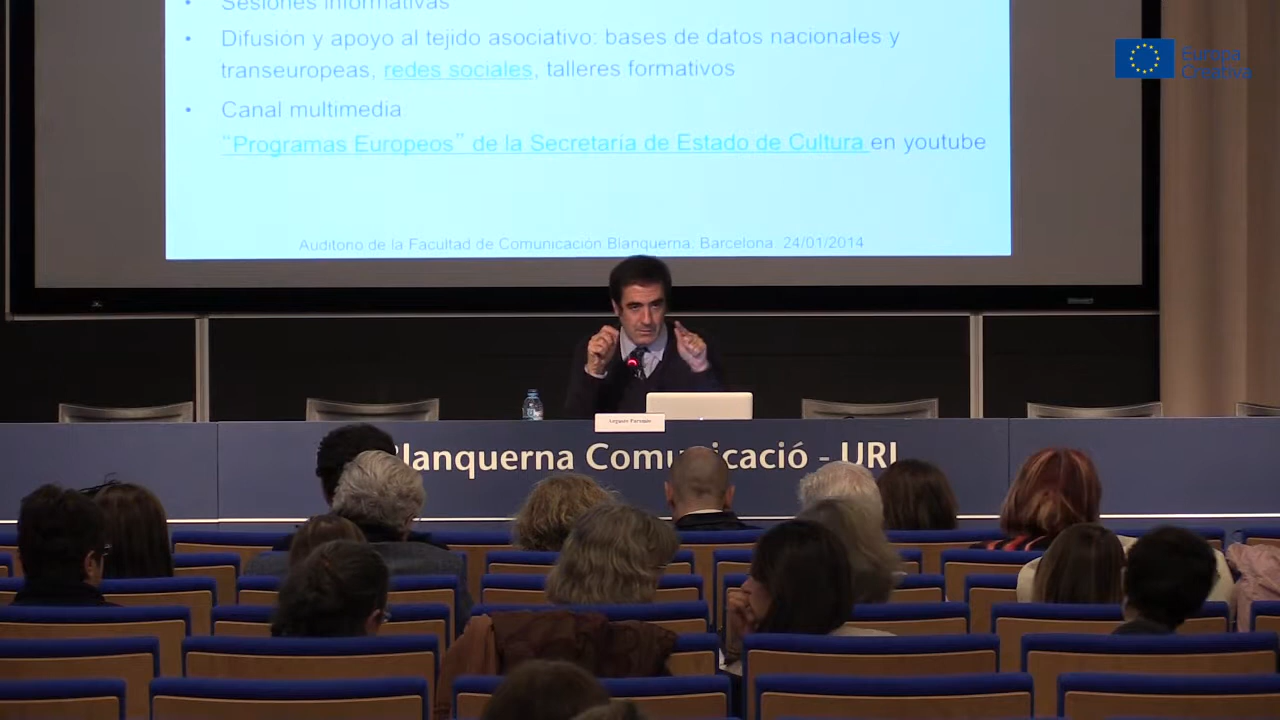 • Sesiones informativas
• Difusión y apoyo al tejido asociativo: bases de datos nacionales y
transeuropeas, redes sociales, talleres formativos
• Canal multimedia
“Programas Europeos” de la Secretaría de Estado de Cultura en youtube
Auditorio de la Facultad de Comunicación Blanquerna. Barcelona. 24/01/2014
Europa
Creativa
Blanquerna Comunicació - URL